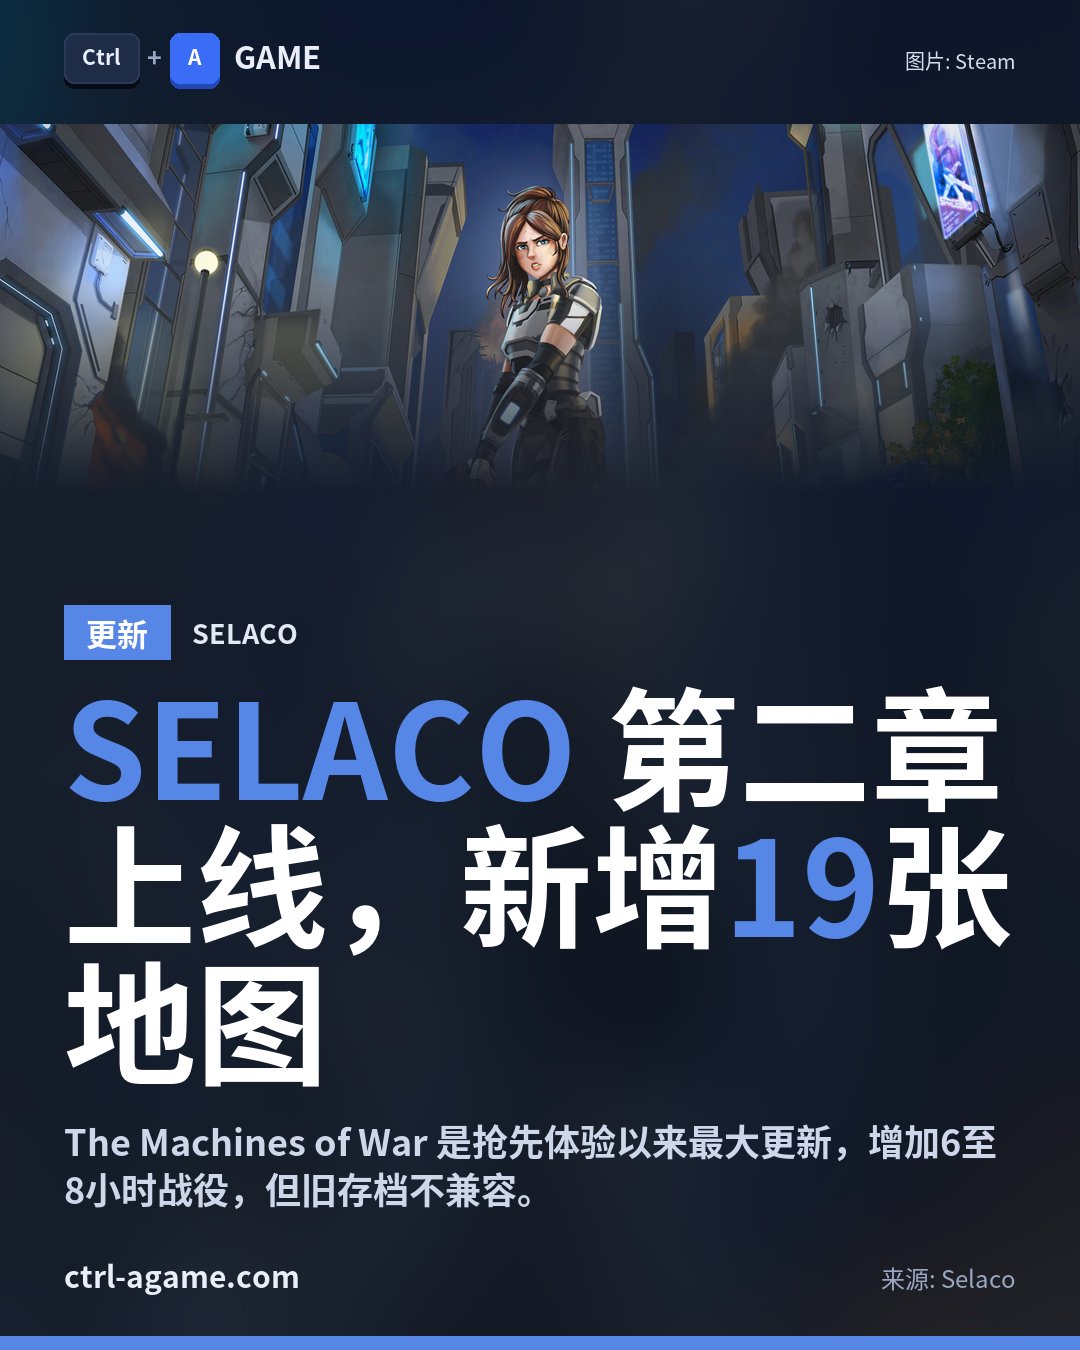 Ctrl + A GAME
图片: Steam
更新 SELACO
SELACO 第二章
上线，新增19张
地图
The Machines of War 是抢先体验以来最大更新，增加6至
8小时战役，但旧存档不兼容。
ctrl-agame.com
来源: Selaco